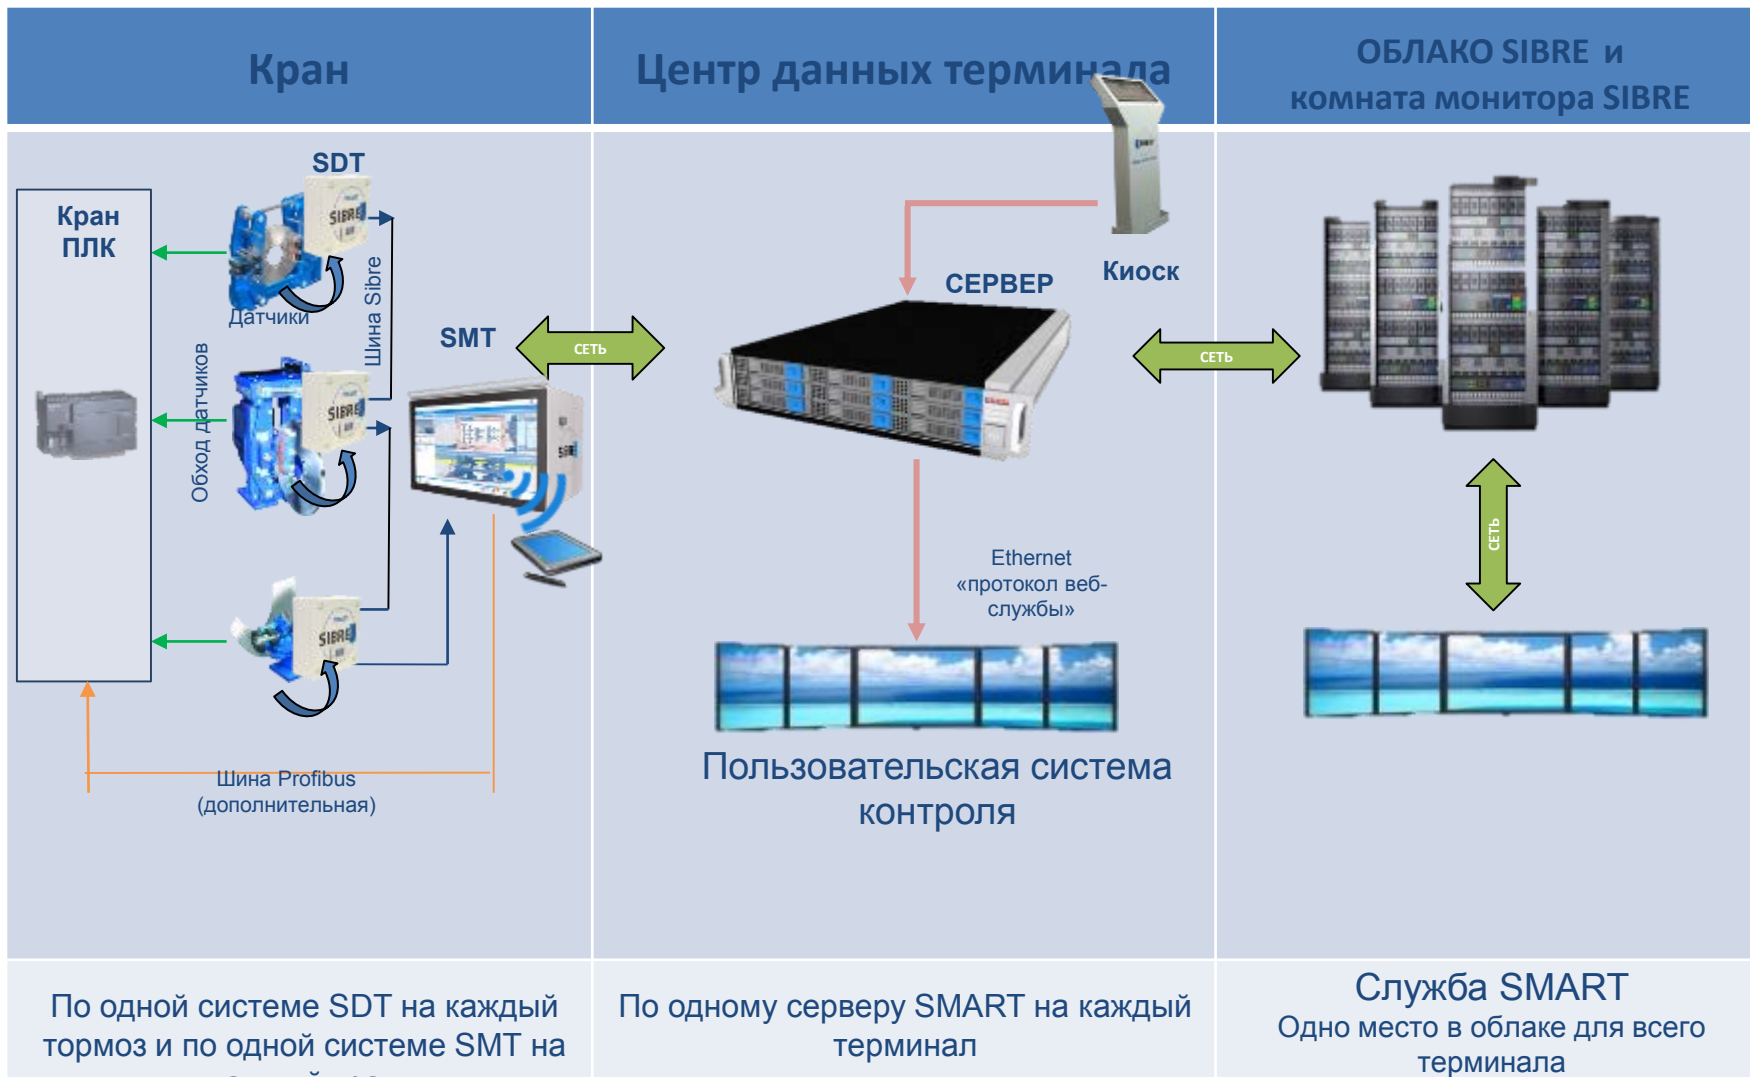 Кран
Центр данных терминала
ОБЛАКО SIBRE и
комната монитора SIBRE
SDT
Кран
ПЛК
SIBRE
Датчики
Шина Sibre
Обход датчиков
SIBRE
SMT
SIBRE
Шина Profibus
(дополнительная)
СЕТЬ
СЕРВЕР
Киоск
Ethernet
«протокол веб-
службы»
Пользовательская система
контроля
СЕТЬ
СЕТЬ
По одной системе SDT на каждый
тормоз и по одной системе SMT на
По одному серверу SMART на каждый
терминал
Служба SMART
Одно место в облаке для всего
терминала